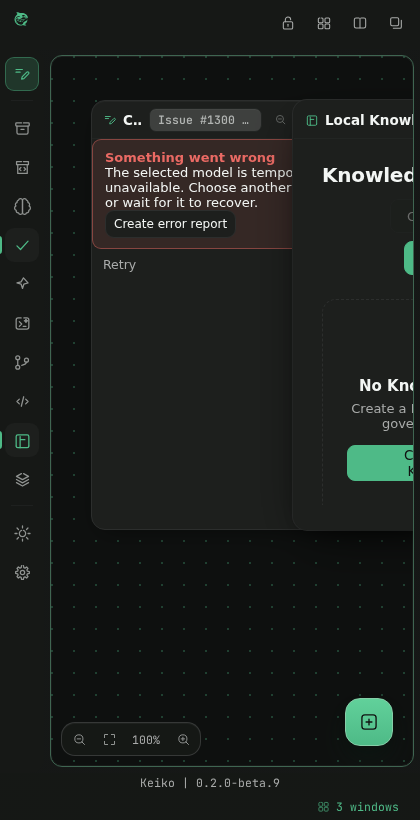 C..
Issue #1300 …
Local Knowl
Something went wrong
The selected model is tempo
unavailable. Choose another
or wait for it to recover.
Create error report
Retry
Knowled
No Kno
Create a
gove
100%
Keiko | 0.2.0-beta.9
3 windows